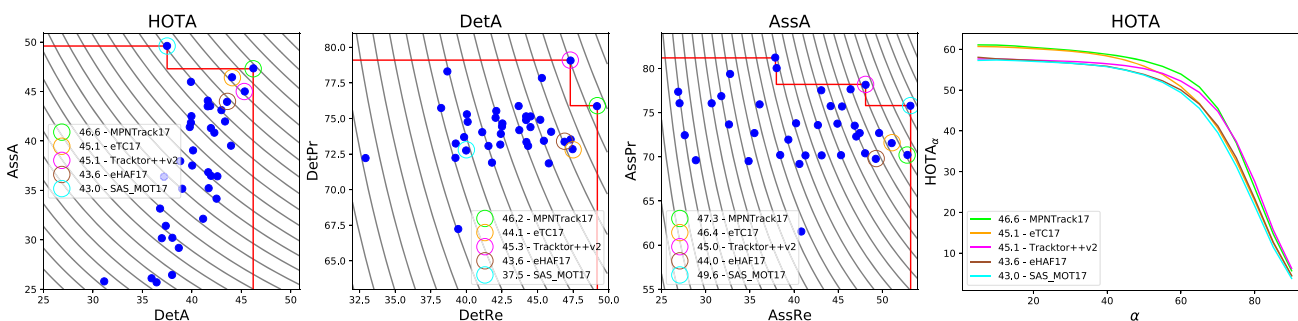 HOTA
50
45
40
35
30
25
25 30 35 40 45 50
AssA
DetA
46.6 - MPNTrack17
45.1 - eTC17
45.1 - Tracktor++v2
43.6 - eHAF17
43.0 - SAS_MOT17
DetA
80.0
77.5
75.0
72.5
70.0
67.5
65.0
32.5 35.0 37.5 40.0 42.5 45.0 47.5 50.0
DetPr
DetRe
46.2 - MPNTrack17
44.1 - eTC17
45.3 - Tracktor++v2
43.6 - eHAF17
37.5 - SAS_MOT17
AssA
80
75
70
65
60
55
25 30 35 40 45 50
AssPr
AssRe
47.3 - MPNTrack17
46.4 - eTC17
45.0 - Tracktor++v2
44.0 - eHAF17
49.6 - SAS_MOT17
HOTA
60
50
40
30
20
10
20 40 60 80
HOTAα
α
46.6 - MPNTrack17
45.1 - eTC17
45.1 - Tracktor++v2
43.6 - eHAF17
43.0 - SAS_MOT17